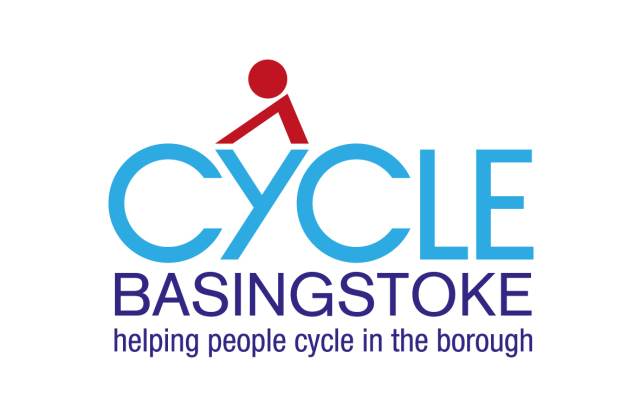 CYCLE
BASINGSTOKE
helping people cycle in the borough